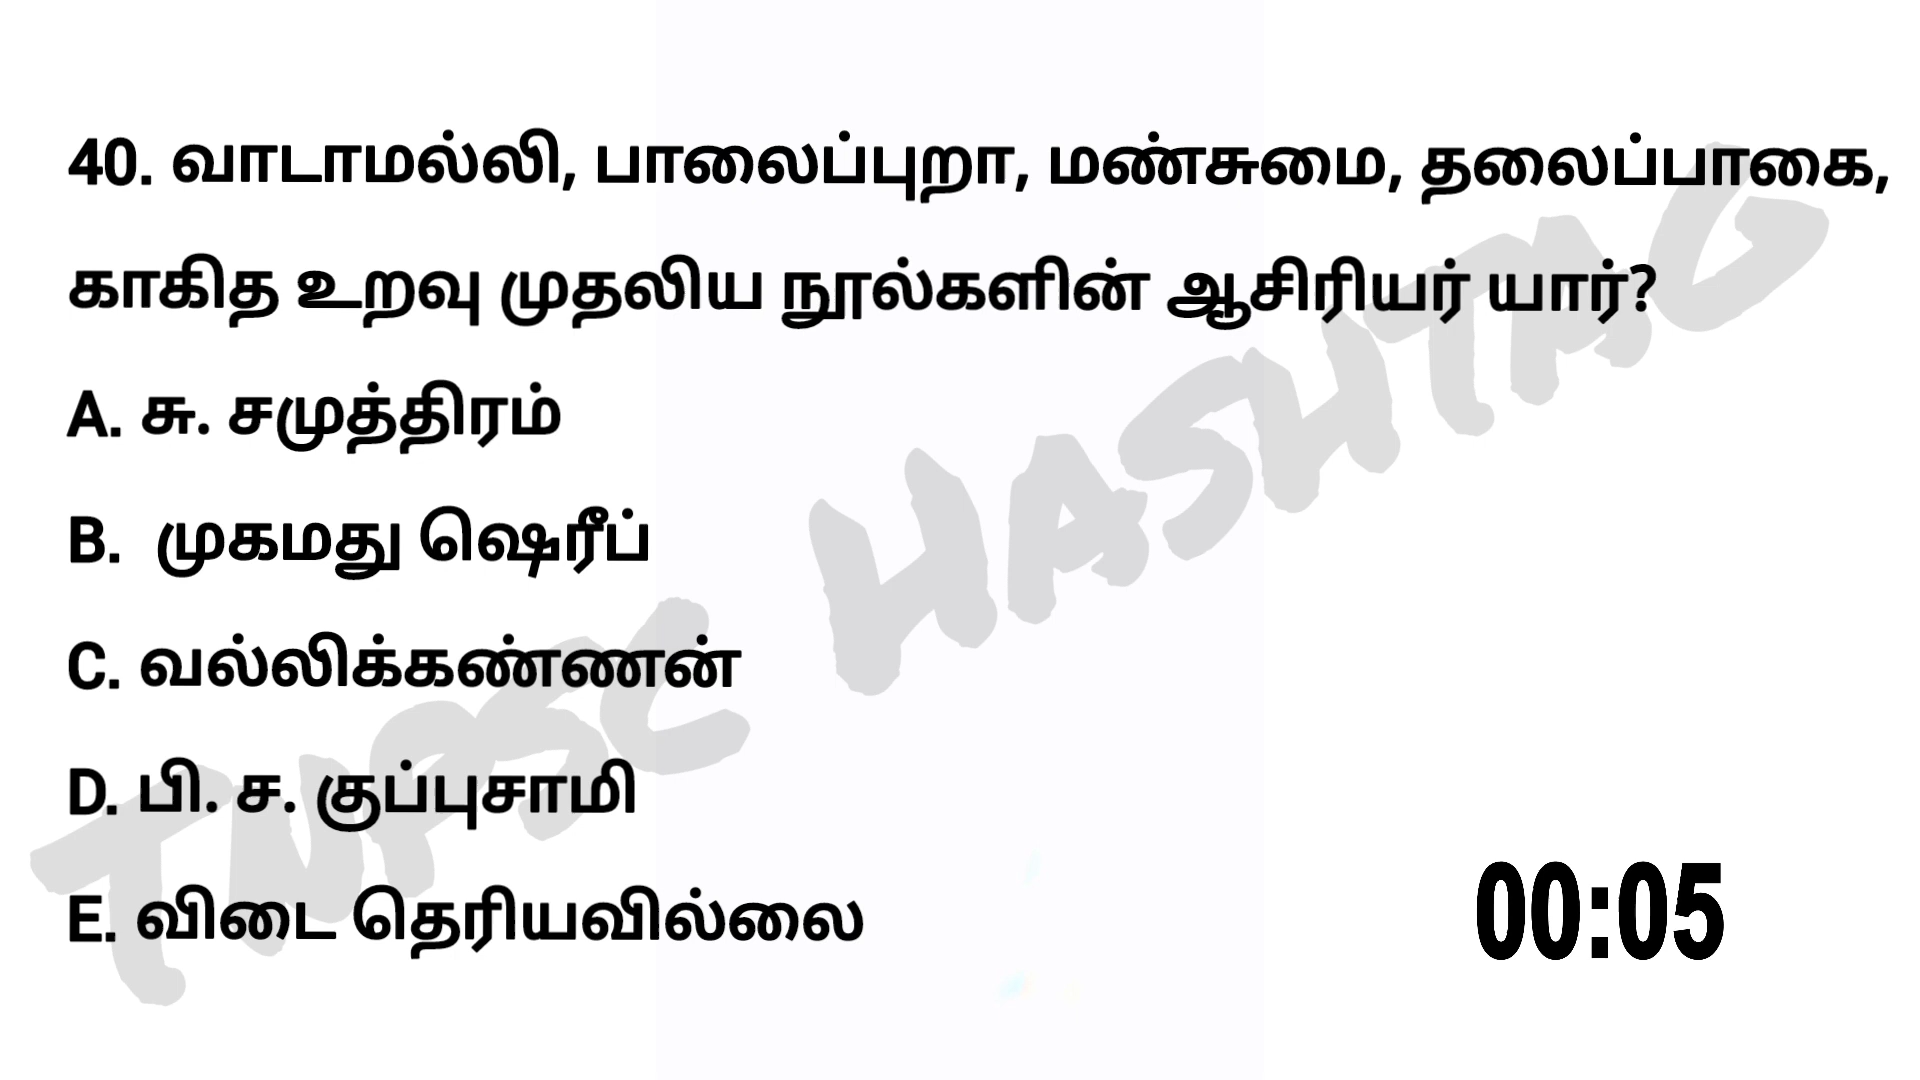 40. வாடாமல்லி, பாலைப்புறா, மண்சுமை, தலைப்பாகை,
காகித உறவு முதலிய நூல்களின் ஆசிரியர் யார்?
A. சு. சமுத்திரம்
B. முகமது ஷெரீப்
C. வல்லிக்கண்ணன்
D. பி. ச. குப்புசாமி
E. விடை தெரியவில்லை
00:05
TNPSC HASHTAG